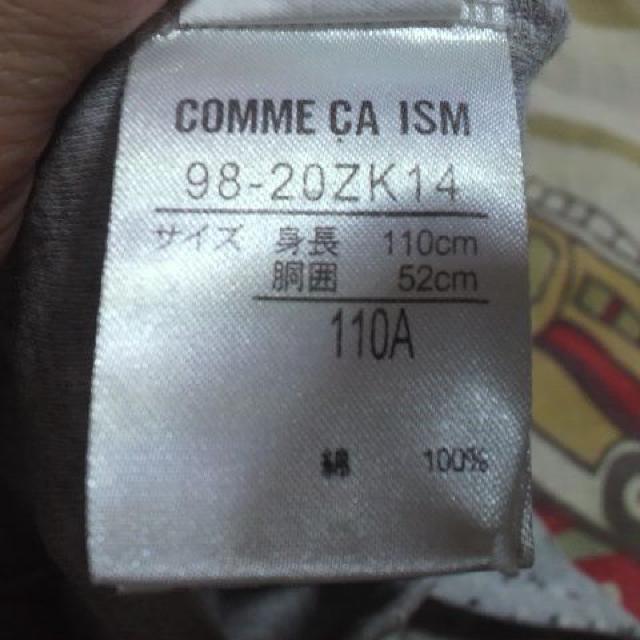 COMME ÇA ISM
98-20ZK14
サイズ 身長 110cm
胴囲 52cm
110A
綿 100%